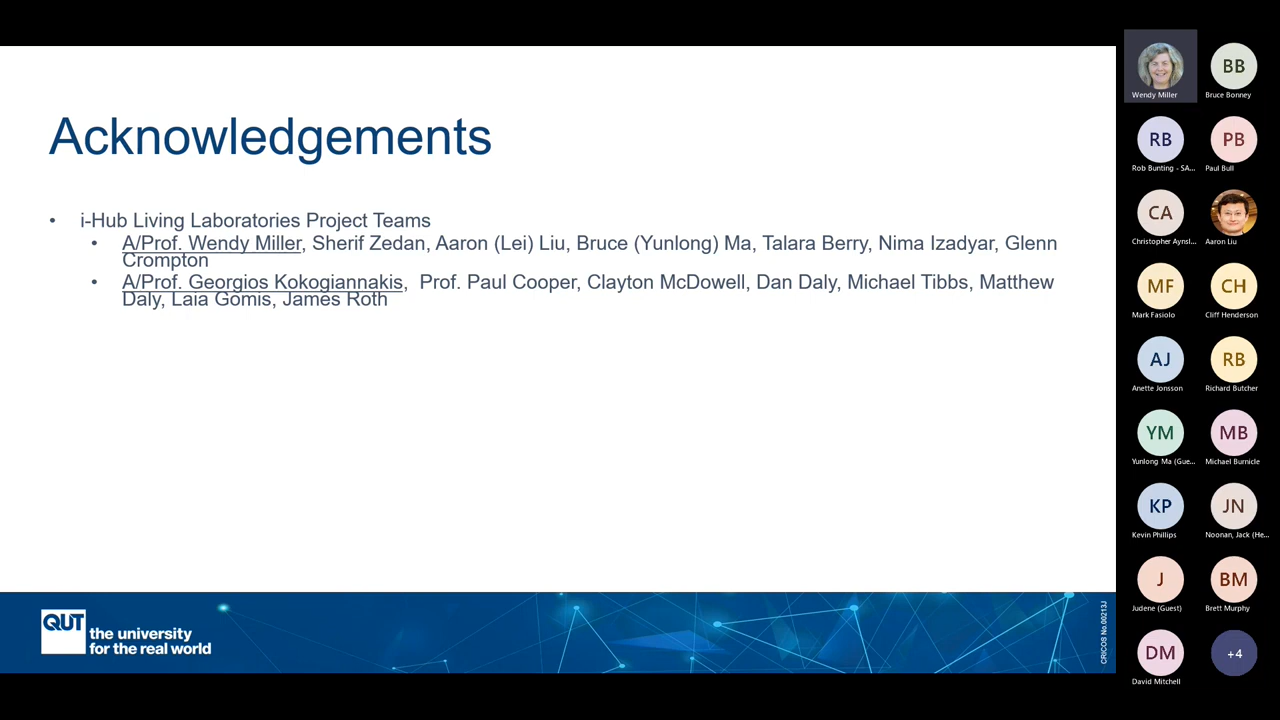 Acknowledgements
• i-Hub Living Laboratories Project Teams
• A/Prof. Wendy Miller, Sherif Zedan, Aaron (Lei) Liu, Bruce (Yunlong) Ma, Talara Berry, Nima Izadyar, Glenn
Crompton
• A/Prof. Georgios Kokogiannakis,  Prof. Paul Cooper, Clayton McDowell, Dan Daly, Michael Tibbs, Matthew
Daly, Laia Gomis, James Roth
QUT
the university
for the real world
CRICOS No.00213J
Wendy Miller
BB
Bruce Bonney
RB
Rob Bunting - SA...
PB
Paul Bull
CA
Christopher Aynsl...
Aaron Liu
MF
Mark Fasiolo
CH
Cliff Henderson
AJ
Anette Jonsson
RB
Richard Butcher
YM
Yunlong Ma (Gue...
MB
Michael Burnicle
KP
Kevin Phillips
JN
Noonan, Jack (He...
J
Judene (Guest)
BM
Brett Murphy
DM
David Mitchell
+4